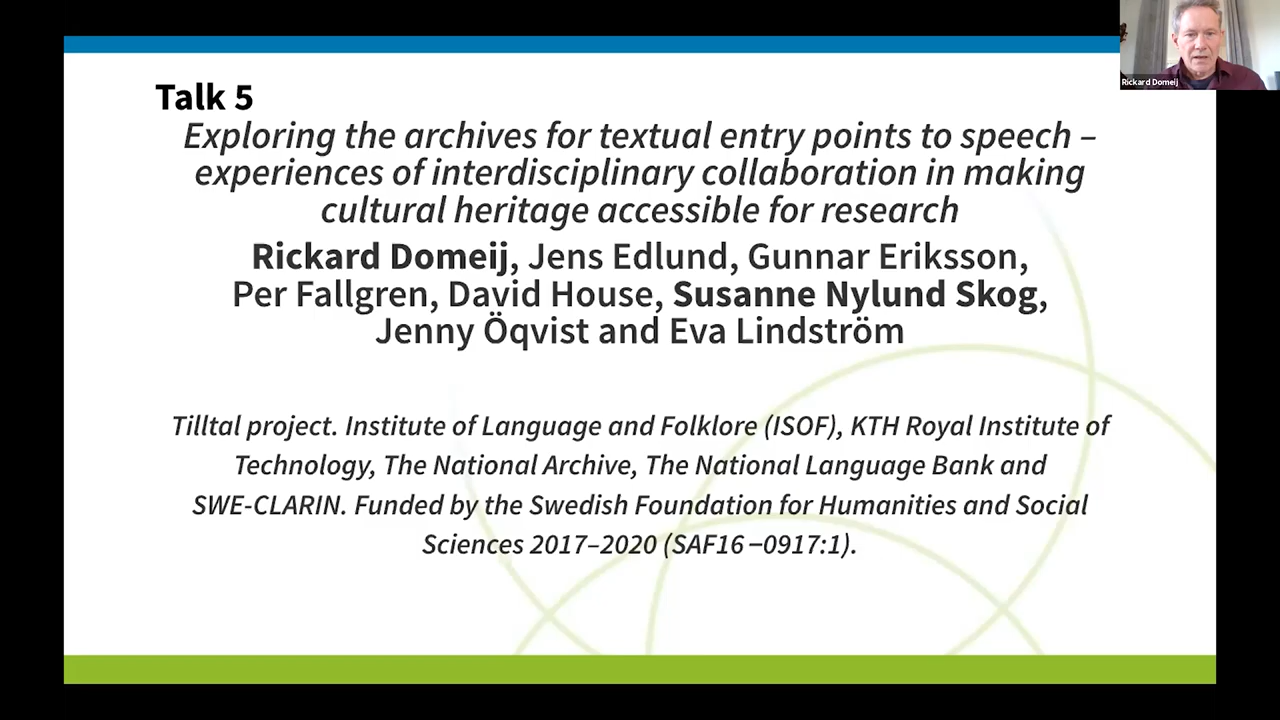 Talk 5
Exploring the archives for textual entry points to speech –
experiences of interdisciplinary collaboration in making
cultural heritage accessible for research
Rickard Domeij, Jens Edlund, Gunnar Eriksson,
Per Fallgren, David House, Susanne Nylund Skog,
Jenny Öqvist and Eva Lindström
Tilltal project. Institute of Language and Folklore (ISOF), KTH Royal Institute of
Technology, The National Archive, The National Language Bank and
SWE-CLARIN. Funded by the Swedish Foundation for Humanities and Social
Sciences 2017–2020 (SAF16−0917:1).
Rickard Domeij